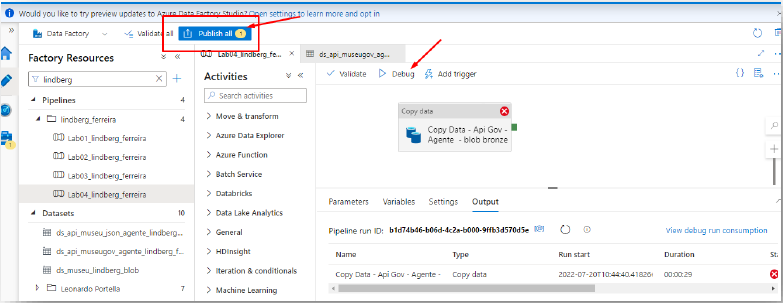 Would you like to try preview updates to Azure Data Factory Studio? Open settings to learn more and opt in
Data Factory
Validate all
Publish all 1
Factory Resources
lindberg
Pipelines 4
lindberg_ferreira 4
Lab01_lindberg_ferreira
Lab02_lindberg_ferreira
Lab03_lindberg_ferreira
Lab04_lindberg_ferreira
Datasets 10
ds_api_museu_json_agente_lindberg...
ds_api_museugov_agente_lindberg_f...
ds_museu_lindberg_blob
Leonardo Portella 7
1
Lab04_lindberg_fe...
ds_api_museugov_ag...
Activities
Search activities
Move & transform
Azure Data Explorer
Azure Function
Batch Service
Databricks
Data Lake Analytics
General
HDInsight
Iteration & conditionals
Machine Learning
Validate
Debug
Add trigger
Copy data
Copy Data - Api Gov -
Agente - blob bronze
Parameters Variables Settings Output
Pipeline run ID: b1d74b46-b06d-4c2a-b000-9ffb3d570d5e
View debug run consumption
Name Type Run start Duration Sta
Copy Data - Api Gov - Agente - Copy data 2022-07-20T10:44:40.41826 00:00:29